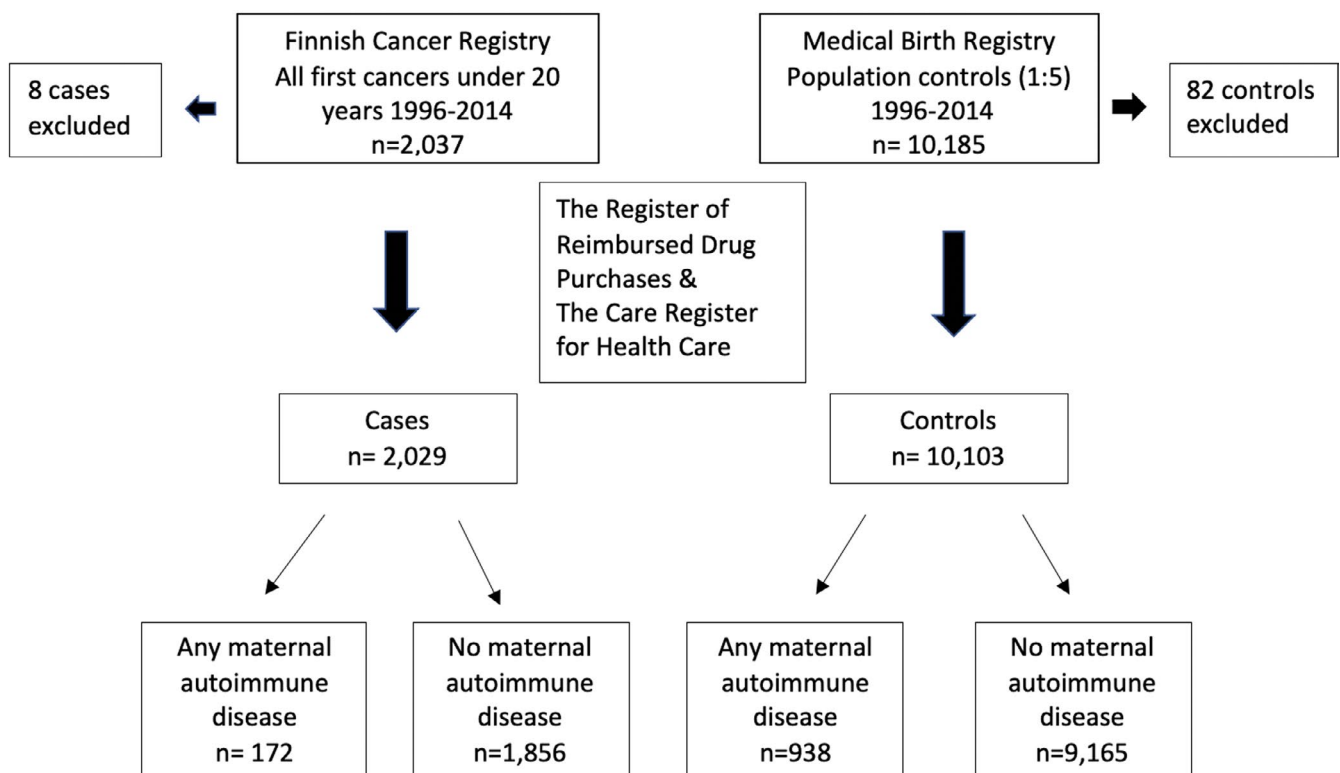 8 cases
excluded
Finnish Cancer Registry
All first cancers under 20
years 1996-2014
n=2,037
Medical Birth Registry
Population controls (1:5)
1996-2014
n= 10,185
82 controls
excluded
The Register of
Reimbursed Drug
Purchases &
The Care Register
for Health Care
Cases
n= 2,029
Controls
n= 10,103
Any maternal
autoimmune
disease
n= 172
No maternal
autoimmune
disease
n=1,856
Any maternal
autoimmune
disease
n=938
No maternal
autoimmune
disease
n=9,165